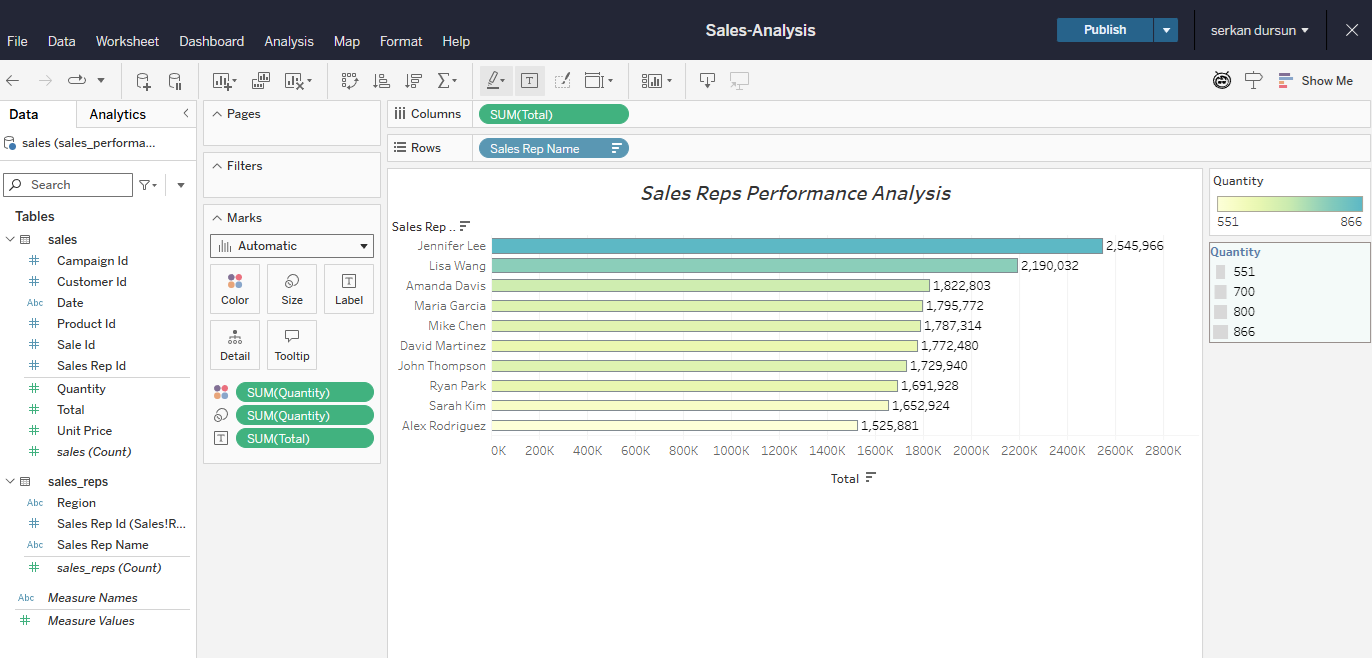 Sales-Analysis
Publish
serkan dursun
File Data Worksheet Dashboard Analysis Map Format Help
Show Me
Data Analytics
sales (sales_performa...
Search
Tables
sales
Campaign Id
Customer Id
Abc Date
Product Id
Sale Id
Sales Rep Id
Quantity
Total
Unit Price
sales (Count)
sales_reps
Abc Region
Sales Rep Id (Sales!R...
Abc Sales Rep Name
sales_reps (Count)
Abc Measure Names
Measure Values
Pages
Filters
Marks
Automatic
Color Size Label
Detail Tooltip
SUM(Quantity)
SUM(Quantity)
SUM(Total)
Columns SUM(Total)
Rows Sales Rep Name
Sales Reps Performance Analysis
Sales Rep ..
Jennifer Lee 2,545,966
Lisa Wang 2,190,032
Amanda Davis 1,822,803
Maria Garcia 1,795,772
Mike Chen 1,787,314
David Martinez 1,772,480
John Thompson 1,729,940
Ryan Park 1,691,928
Sarah Kim 1,652,924
Alex Rodriguez 1,525,881
0K 200K 400K 600K 800K 1000K 1200K 1400K 1600K 1800K 2000K 2200K 2400K 2600K 2800K
Total
Quantity
551 866
Quantity
551
700
800
866